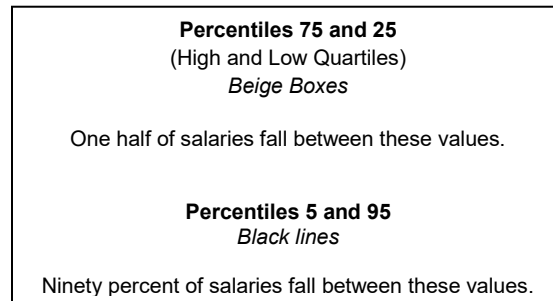 Percentiles 75 and 25
(High and Low Quartiles)
Beige Boxes
One half of salaries fall between these values.
Percentiles 5 and 95
Black lines
Ninety percent of salaries fall between these values.